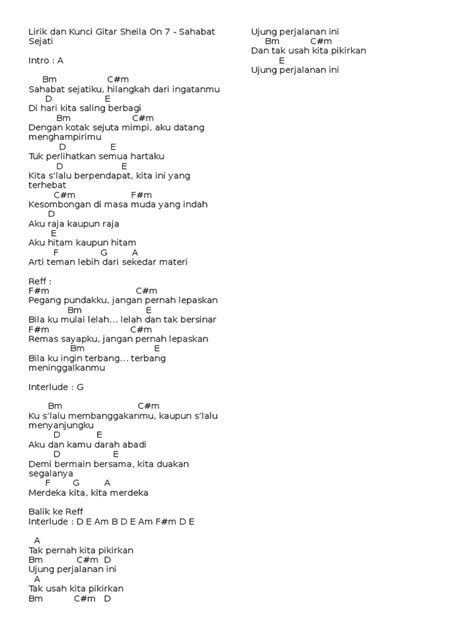 Lirik dan Kunci Gitar Sheila On 7 - Sahabat
Sejati
Intro : A
Bm C#m
Sahabat sejatiku, hilangkah dari ingatanmu
D E
Di hari kita saling berbagi
Bm C#m
Dengan kotak sejuta mimpi, aku datang
menghampirimu
D E
Tuk perlihatkan semua hartaku
D E
Kita s'lalu berpendapat, kita ini yang
terhebat
C#m F#m
Kesombongan di masa muda yang indah
D
Aku raja kaupun raja
E
Aku hitam kaupun hitam
F G A
Arti teman lebih dari sekedar materi
Reff :
F#m C#m
Pegang pundakku, jangan pernah lepaskan
Bm E
Bila ku mulai lelah... lelah dan tak bersinar
F#m C#m
Remas sayapku, jangan pernah lepaskan
Bm E
Bila ku ingin terbang... terbang
meninggalkanmu
Interlude : G
Bm C#m
Ku s'lalu membanggakanmu, kaupun s'lalu
menyanjungku
D E
Aku dan kamu darah abadi
D E
Demi bermain bersama, kita duakan
segalanya
F G A
Merdeka kita, kita merdeka
Balik ke Reff
Interlude : D E Am B D E Am F#m D E
A
Tak pernah kita pikirkan
Bm C#m D
Ujung perjalanan ini
A
Tak usah kita pikirkan
Bm C#m D
Ujung perjalanan ini
Bm C#m
Dan tak usah kita pikirkan
E
Ujung perjalanan ini